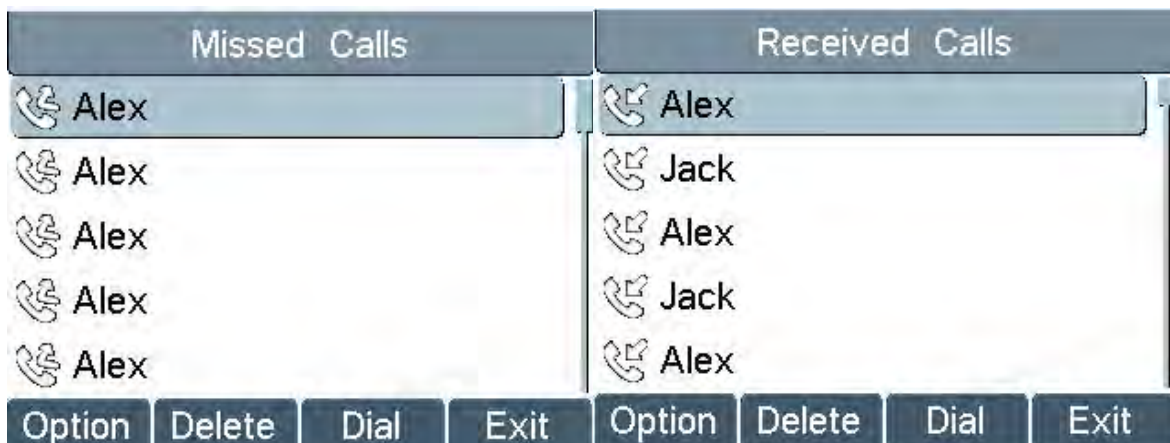 Missed Calls
Alex
Alex
Alex
Alex
Alex
Option Delete Dial Exit
Received Calls
Alex
Jack
Alex
Jack
Alex
Option Delete Dial Exit